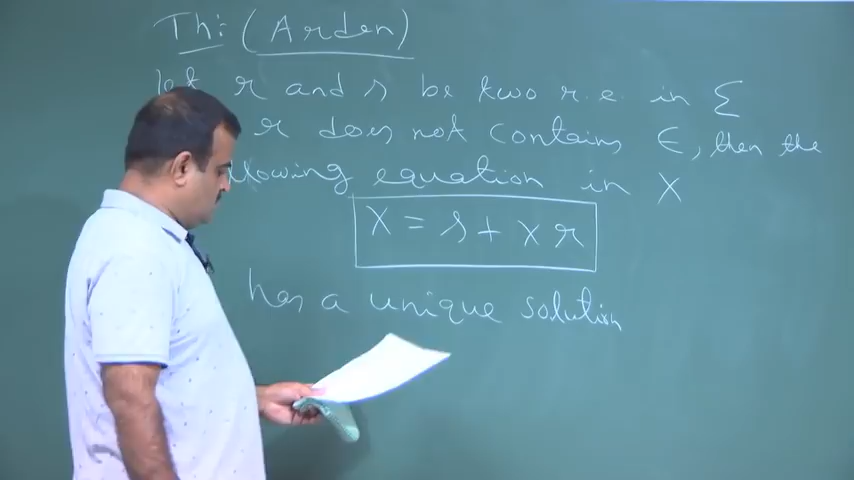 Th: (Arden)
let r and s be two r.e. in Σ
r does not contains ∈, then the
llowing equation in X
X = s + X r
has a unique solution